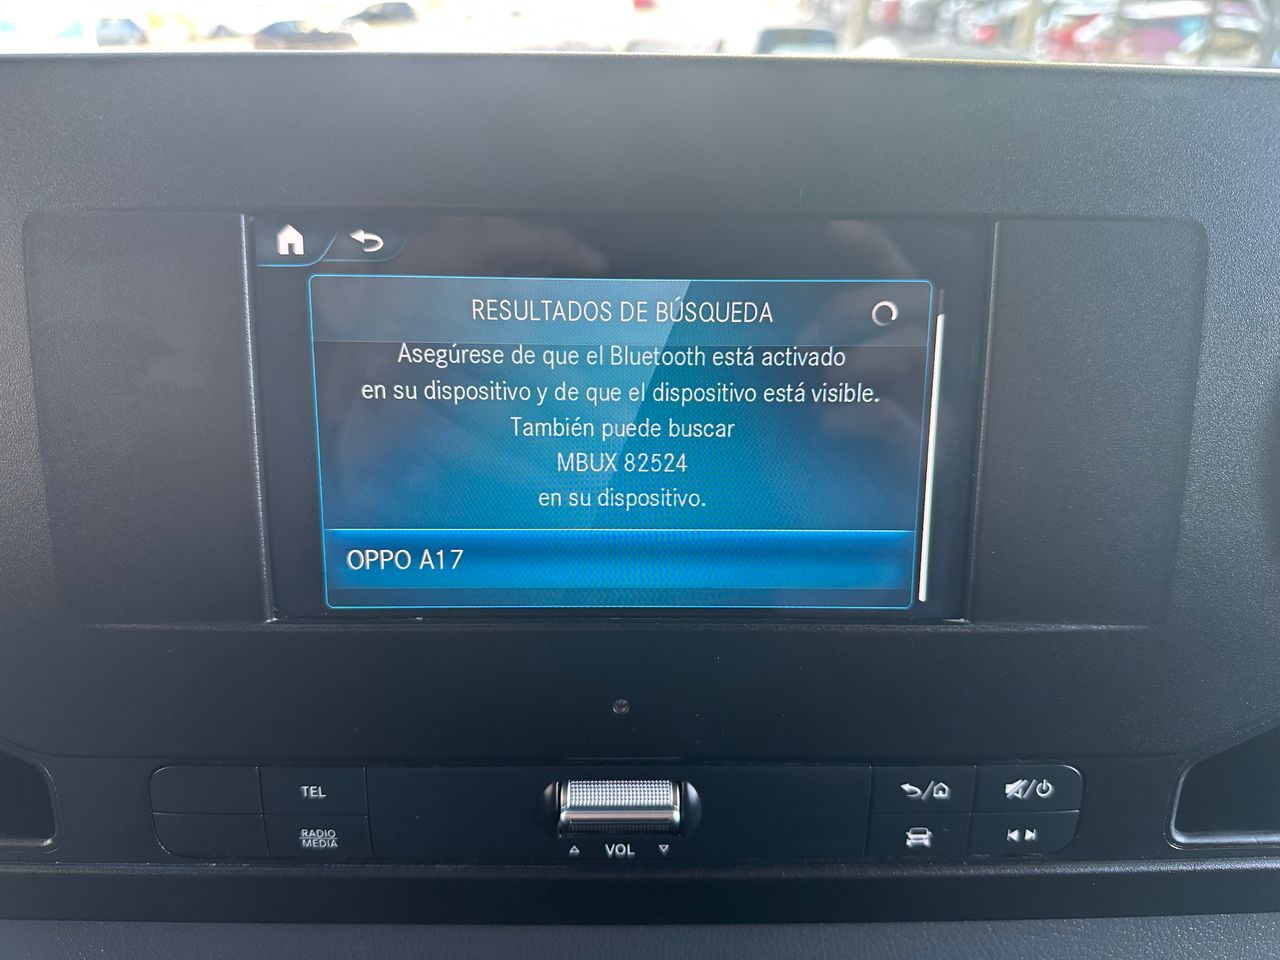 RESULTADOS DE BÚSQUEDA
Asegúrese de que el Bluetooth está activado
en su dispositivo y de que el dispositivo está visible.
También puede buscar
MBUX 82524
en su dispositivo.
OPPO A17
TEL
RADIO
MEDIA
VOL